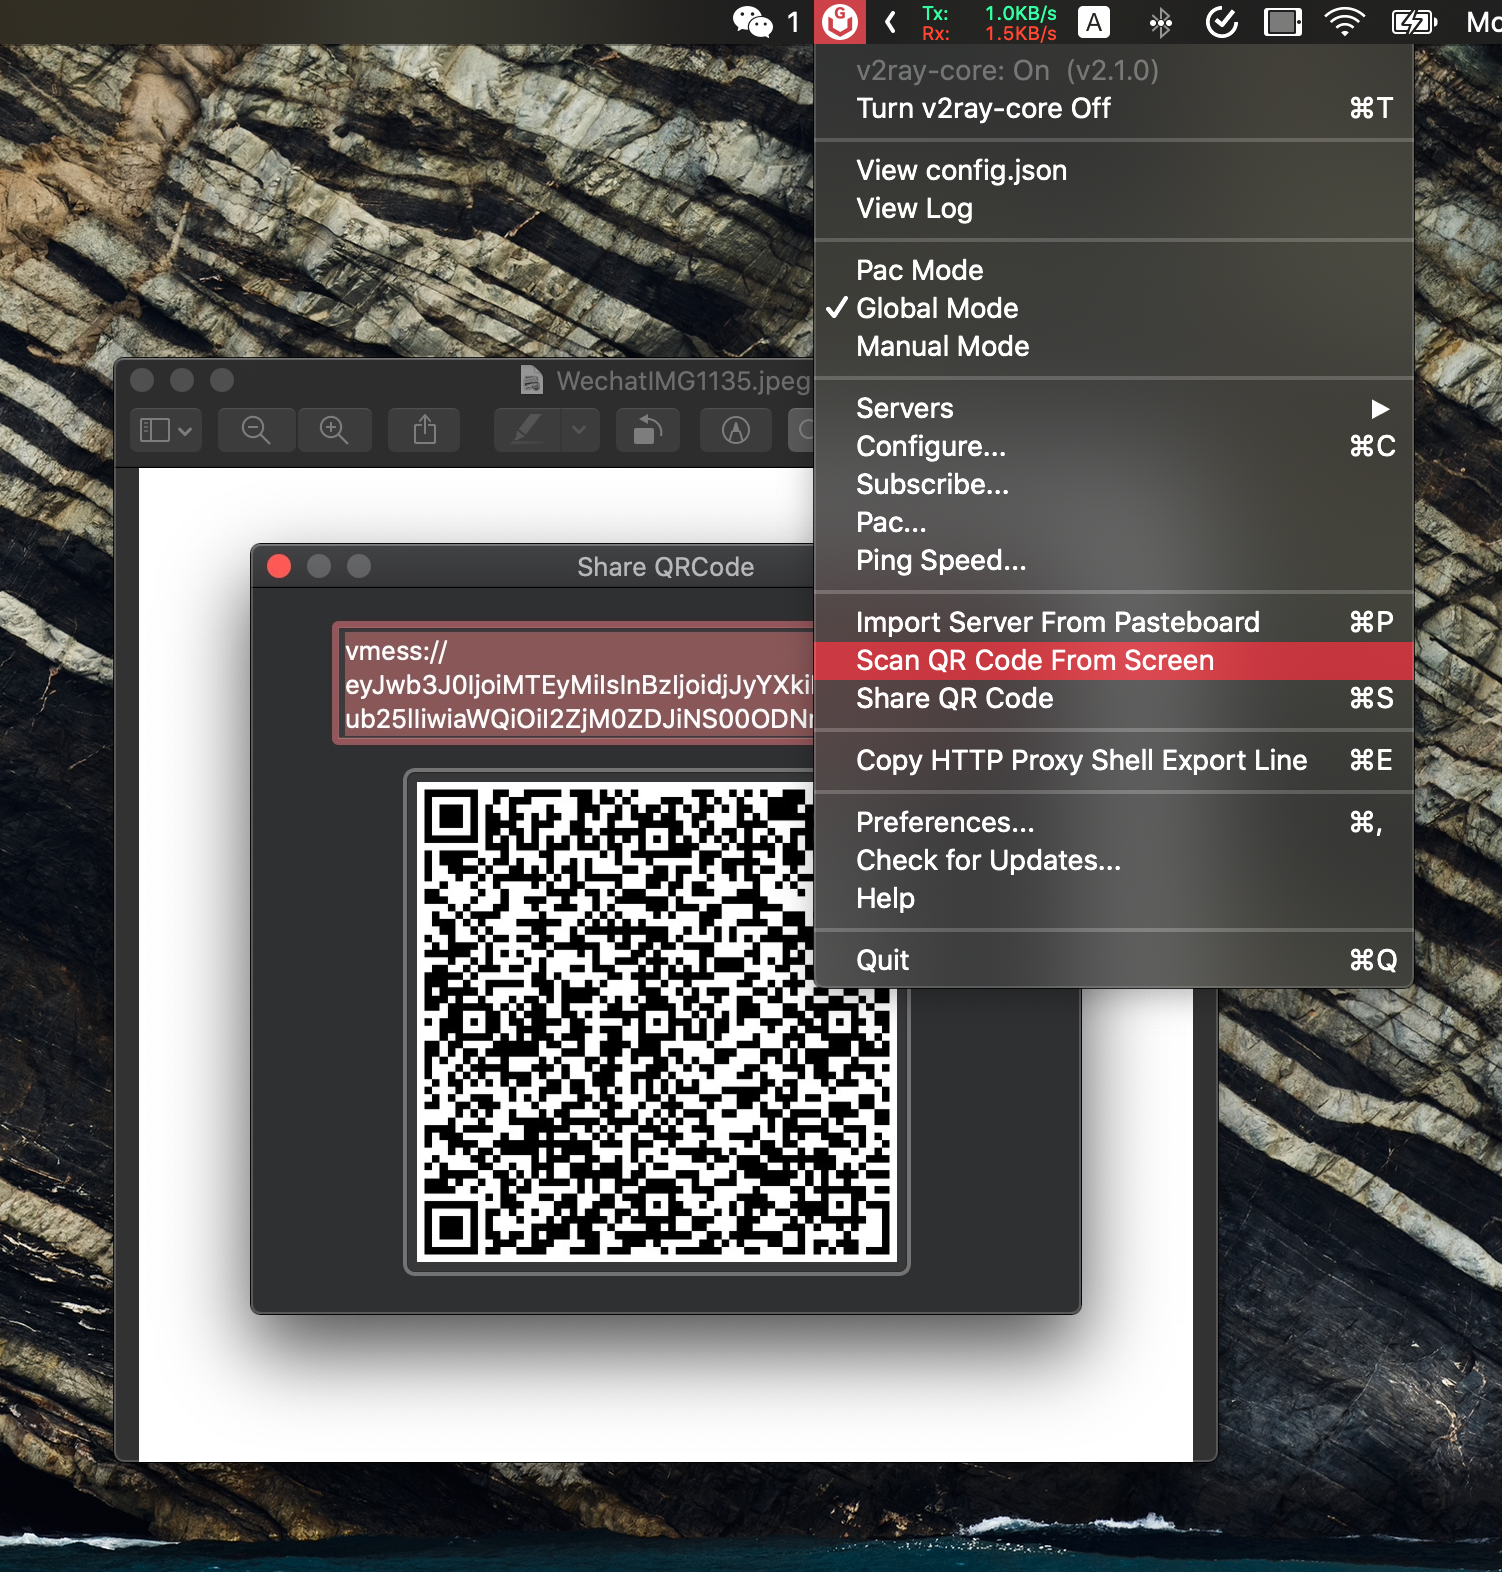 1
G
Tx: 1.0KB/s
Rx: 1.5KB/s
A
v2ray-core: On (v2.1.0)
Turn v2ray-core Off ⌘T
View config.json
View Log
Pac Mode
✓ Global Mode
Manual Mode
Servers ▶
Configure... ⌘C
Subscribe...
Pac...
Ping Speed...
Import Server From Pasteboard ⌘P
Scan QR Code From Screen
Share QR Code ⌘S
Copy HTTP Proxy Shell Export Line ⌘E
Preferences... ⌘,
Check for Updates...
Help
Quit ⌘Q
WechatIMG1135.jpeg
Share QRCode
vmess://